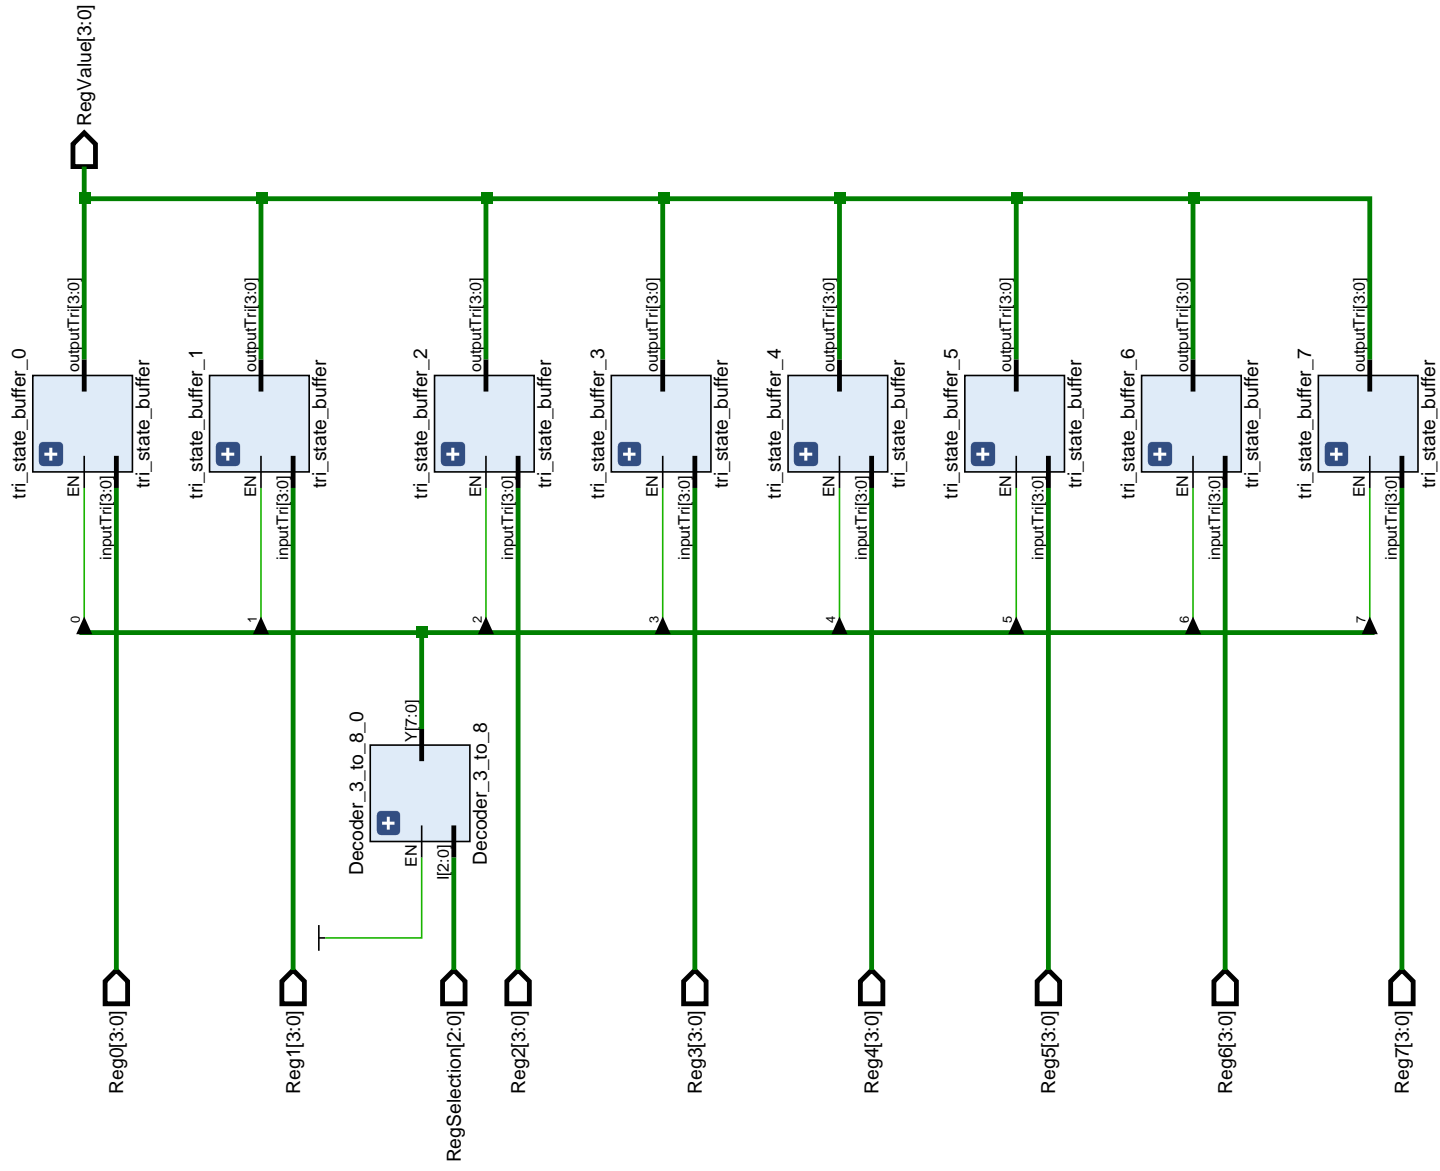 RegValue[3:0]
tri_state_buffer_0
EN
inputTri[3:0]
outputTri[3:0]
tri_state_buffer
0
Reg0[3:0]
tri_state_buffer_1
EN
inputTri[3:0]
outputTri[3:0]
tri_state_buffer
1
Reg1[3:0]
Decoder_3_to_8_0
EN
I[2:0]
Y[7:0]
Decoder_3_to_8
RegSelection[2:0]
tri_state_buffer_2
EN
inputTri[3:0]
outputTri[3:0]
tri_state_buffer
2
Reg2[3:0]
tri_state_buffer_3
EN
inputTri[3:0]
outputTri[3:0]
tri_state_buffer
3
Reg3[3:0]
tri_state_buffer_4
EN
inputTri[3:0]
outputTri[3:0]
tri_state_buffer
4
Reg4[3:0]
tri_state_buffer_5
EN
inputTri[3:0]
outputTri[3:0]
tri_state_buffer
5
Reg5[3:0]
tri_state_buffer_6
EN
inputTri[3:0]
outputTri[3:0]
tri_state_buffer
6
Reg6[3:0]
tri_state_buffer_7
EN
inputTri[3:0]
outputTri[3:0]
tri_state_buffer
7
Reg7[3:0]